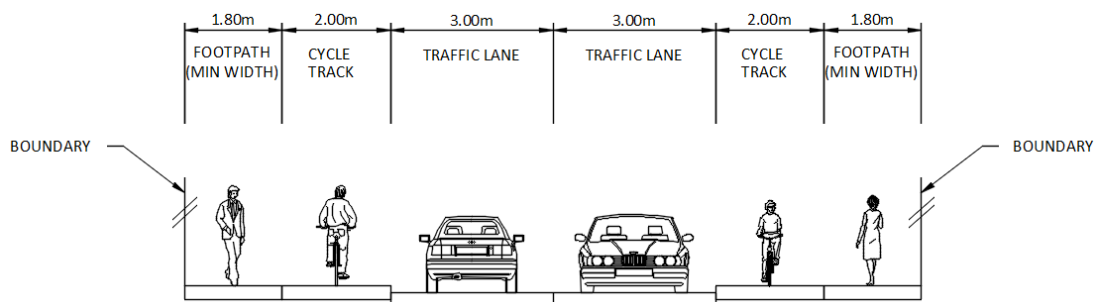 1.80m 2.00m 3.00m 3.00m 2.00m 1.80m
FOOTPATH
(MIN WIDTH)
CYCLE
TRACK
TRAFFIC LANE
TRAFFIC LANE
CYCLE
TRACK
FOOTPATH
(MIN WIDTH)
BOUNDARY
BOUNDARY